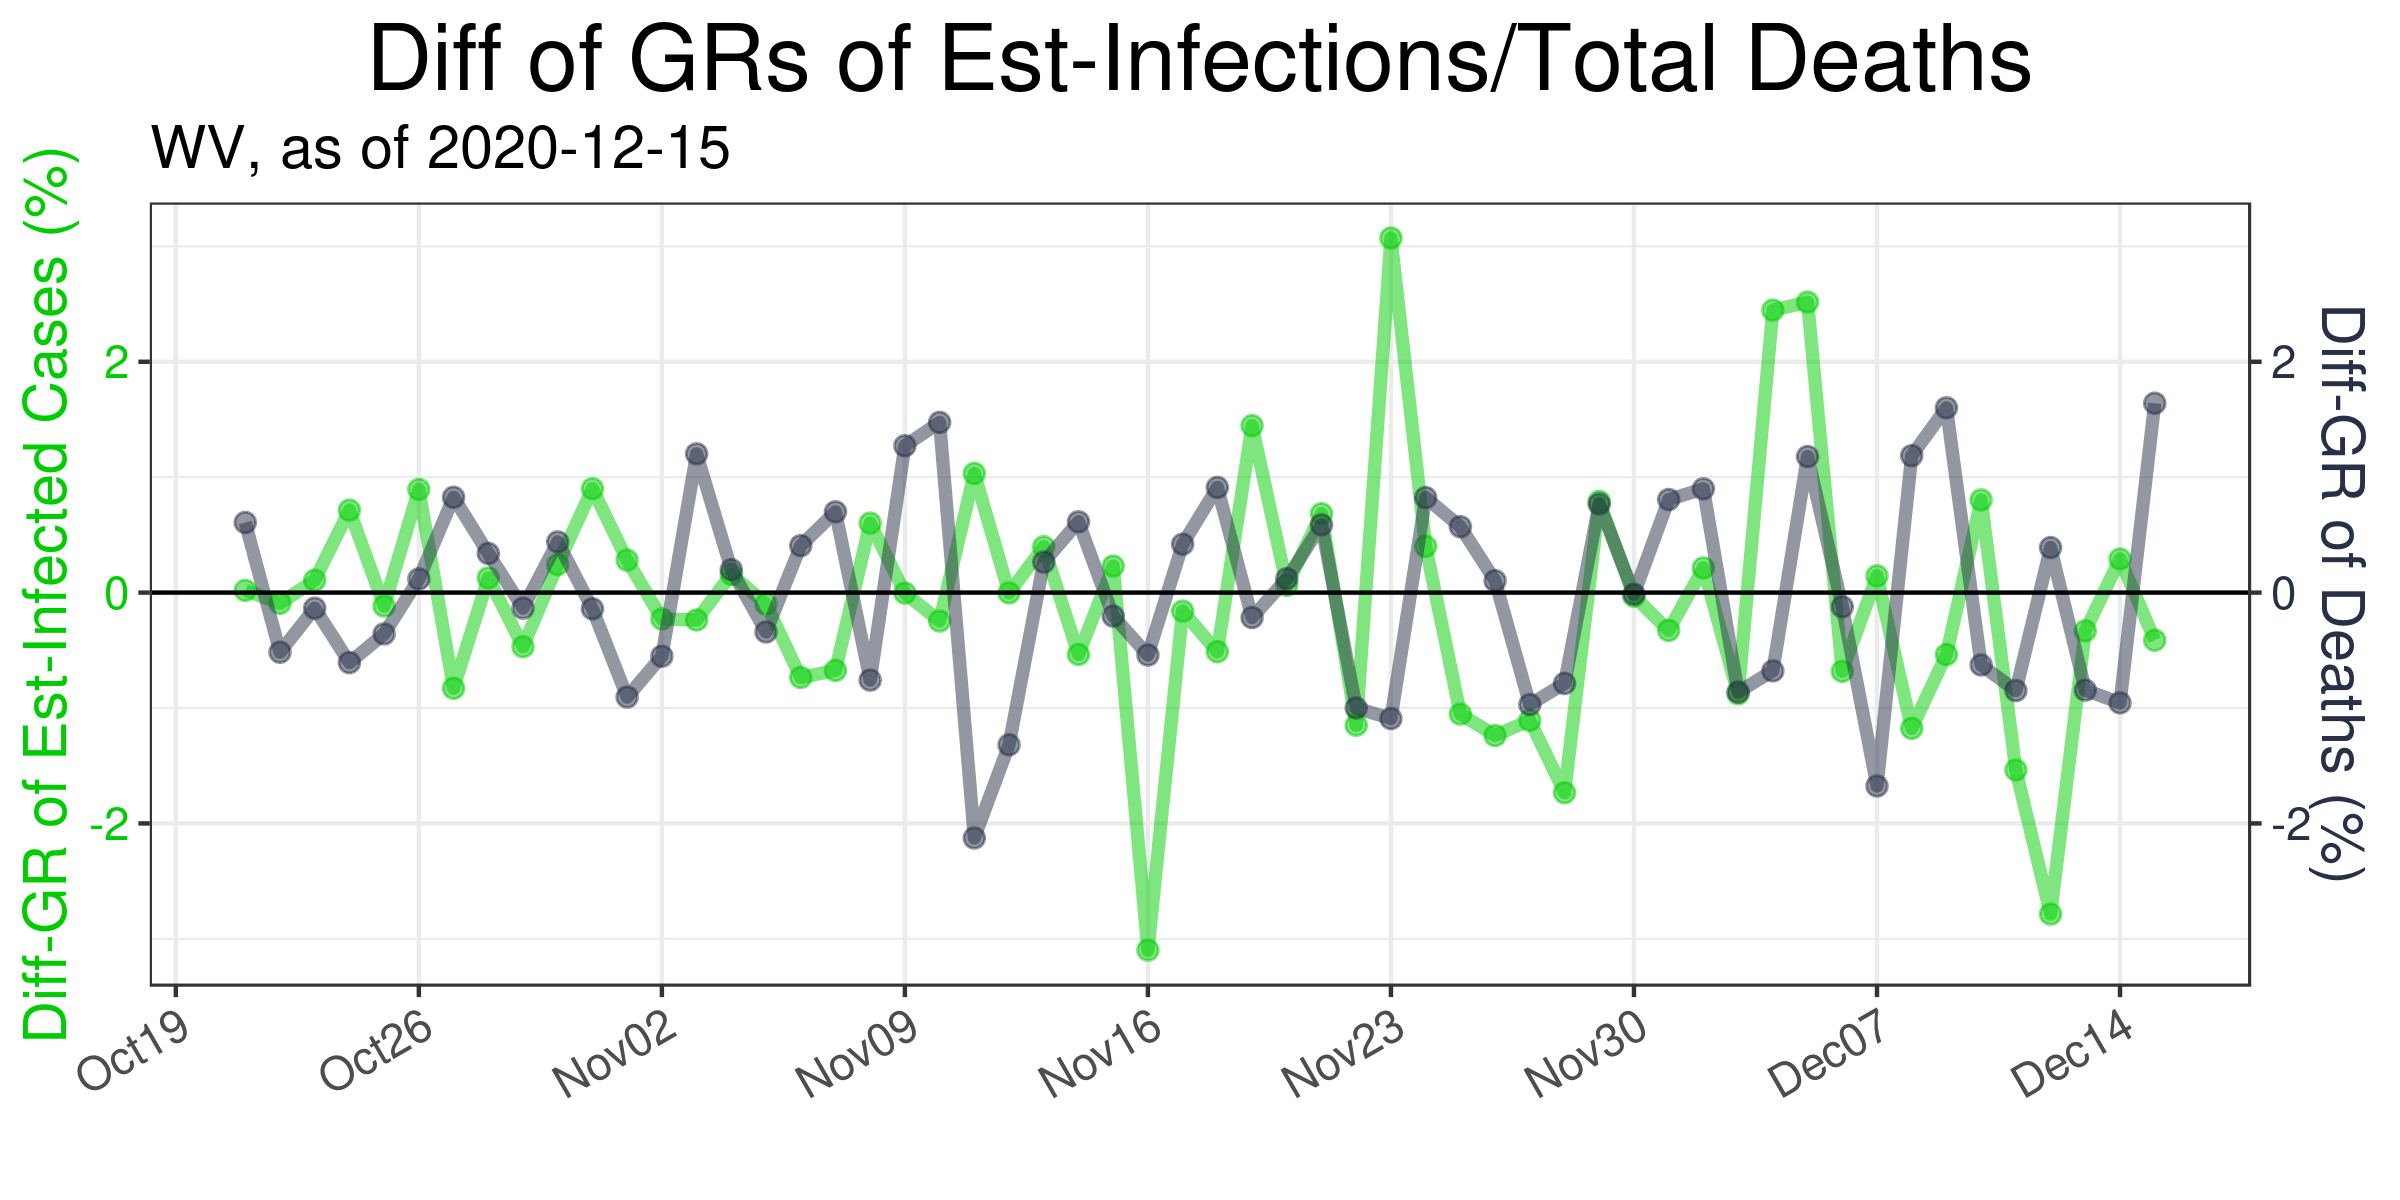 Diff of GRs of Est-Infections/Total Deaths
WV, as of 2020-12-15
Diff-GR of Est-Infected Cases (%)
2
0
-2
2
0
-2
Diff-GR of Deaths (%)
Oct19
Oct26
Nov02
Nov09
Nov16
Nov23
Nov30
Dec07
Dec14